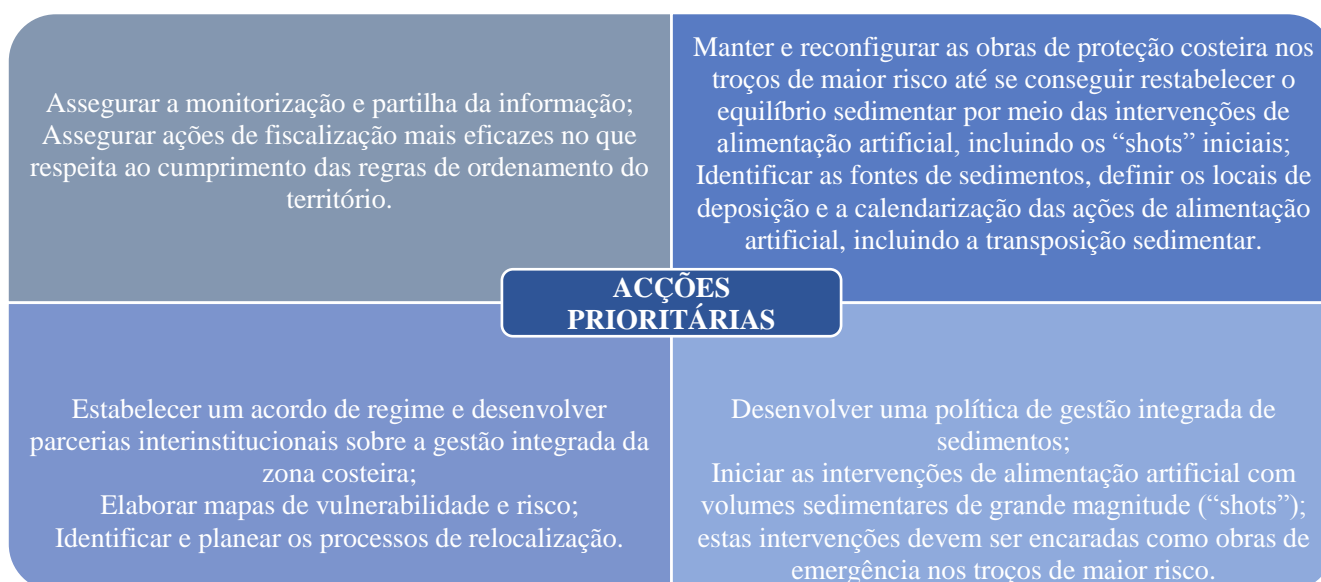 Assegurar a monitorização e partilha da informação;
Assegurar ações de fiscalização mais eficazes no que
respeita ao cumprimento das regras de ordenamento do
território.
Manter e reconfigurar as obras de proteção costeira nos
troços de maior risco até se conseguir restabelecer o
equilíbrio sedimentar por meio das intervenções de
alimentação artificial, incluindo os “shots” iniciais;
Identificar as fontes de sedimentos, definir os locais de
deposição e a calendarização das ações de alimentação
artificial, incluindo a transposição sedimentar.
ACÇÕES
PRIORITÁRIAS
Estabelecer um acordo de regime e desenvolver
parcerias interinstitucionais sobre a gestão integrada da
zona costeira;
Elaborar mapas de vulnerabilidade e risco;
Identificar e planear os processos de relocalização.
Desenvolver uma política de gestão integrada de
sedimentos;
Iniciar as intervenções de alimentação artificial com
volumes sedimentares de grande magnitude (“shots”);
estas intervenções devem ser encaradas como obras de
emergência nos troços de maior risco.